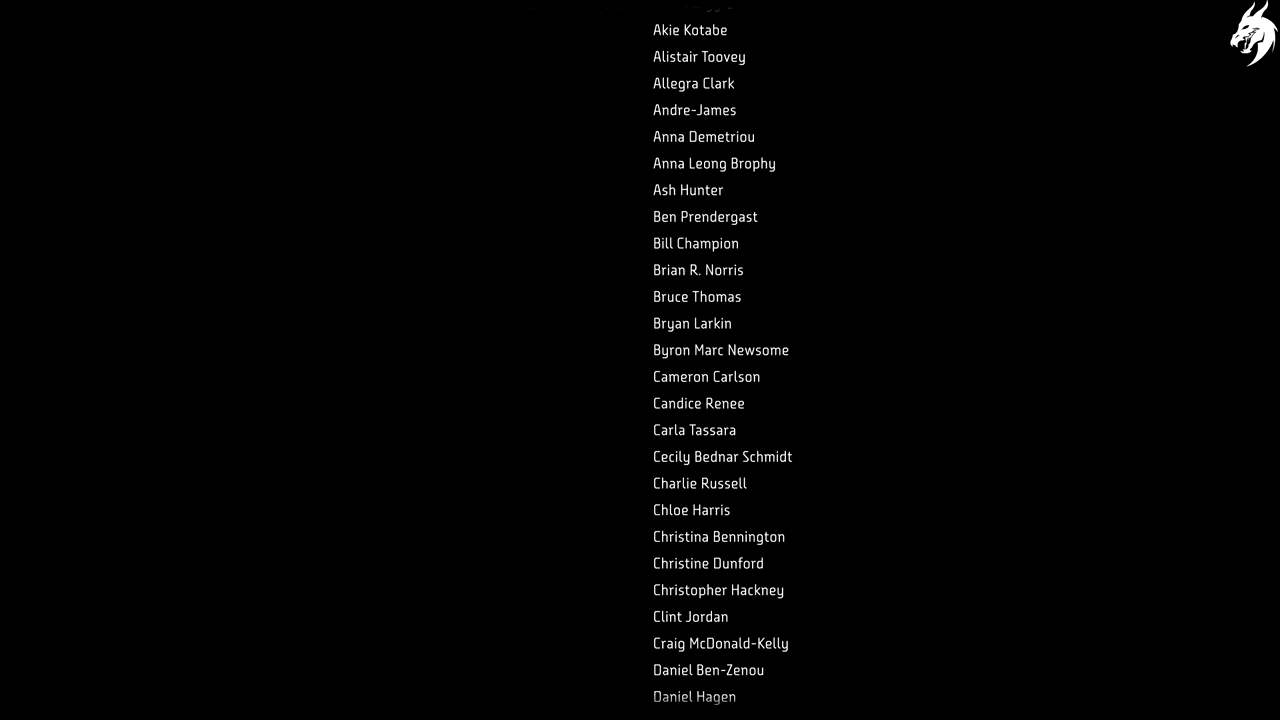 Akie Kotabe
Alistair Toovey
Allegra Clark
Andre-James
Anna Demetriou
Anna Leong Brophy
Ash Hunter
Ben Prendergast
Bill Champion
Brian R. Norris
Bruce Thomas
Bryan Larkin
Byron Marc Newsome
Cameron Carlson
Candice Renee
Carla Tassara
Cecily Bednar Schmidt
Charlie Russell
Chloe Harris
Christina Bennington
Christine Dunford
Christopher Hackney
Clint Jordan
Craig McDonald-Kelly
Daniel Ben-Zenou
Daniel Hagen